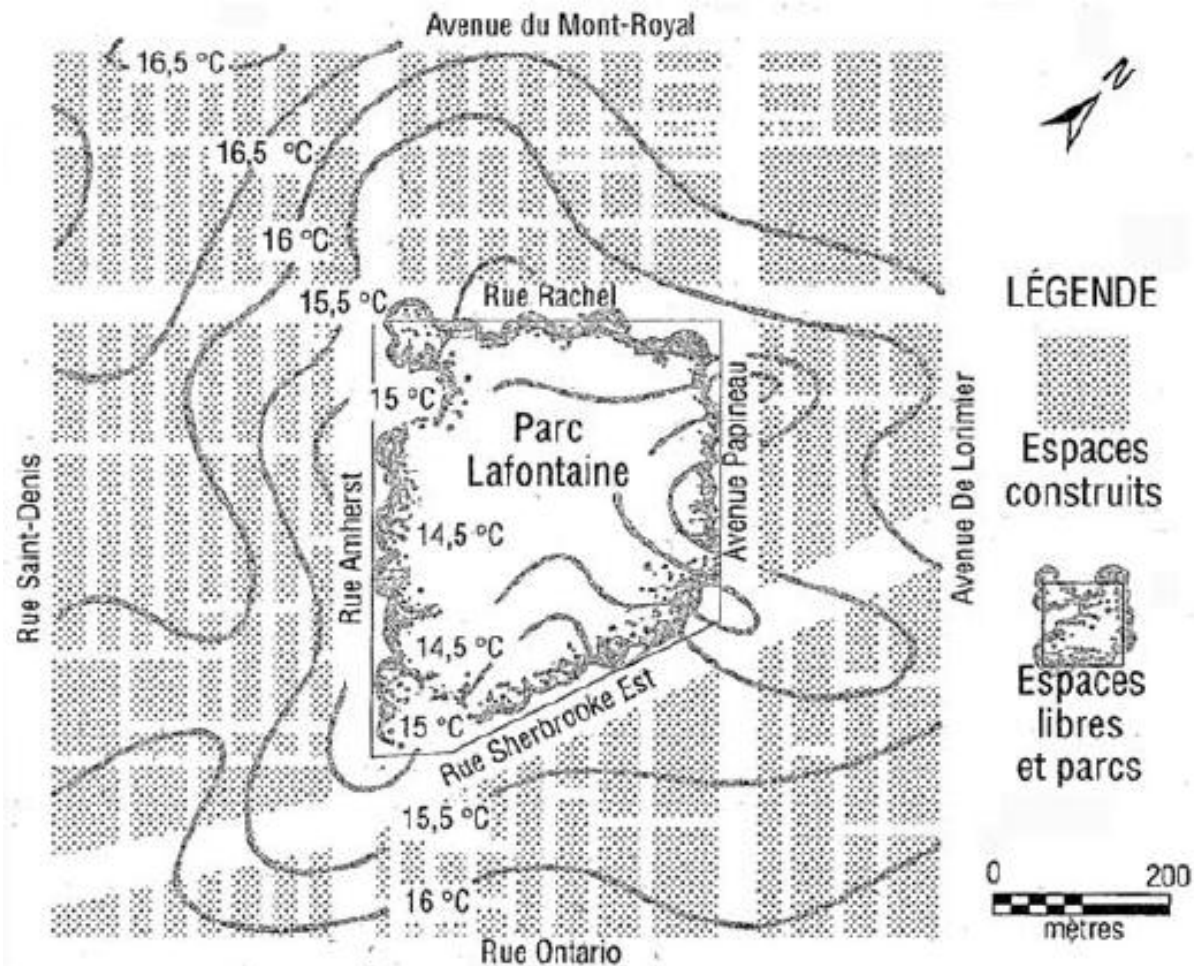 Avenue du Mont-Royal
16,5 °C
16,5 °C
16 °C
15,5 °C
Rue Rachel
15 °C
Parc
Lafontaine
14,5 °C
14,5 °C
15 °C
15,5 °C
16 °C
Rue Saint-Denis
Rue Amherst
Avenue Papineau
Avenue De Lorimier
Rue Sherbrooke Est
Rue Ontario
N
LÉGENDE
Espaces
construits
Espaces
libres
et parcs
0 200
mètres